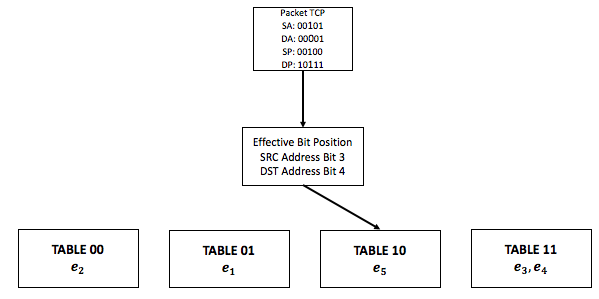 Packet TCP
SA: 00101
DA: 00001
SP: 00100
DP: 10111
Effective Bit Position
SRC Address Bit 3
DST Address Bit 4
TABLE 00
e₂
TABLE 01
e₁
TABLE 10
e₅
TABLE 11
e₃, e₄